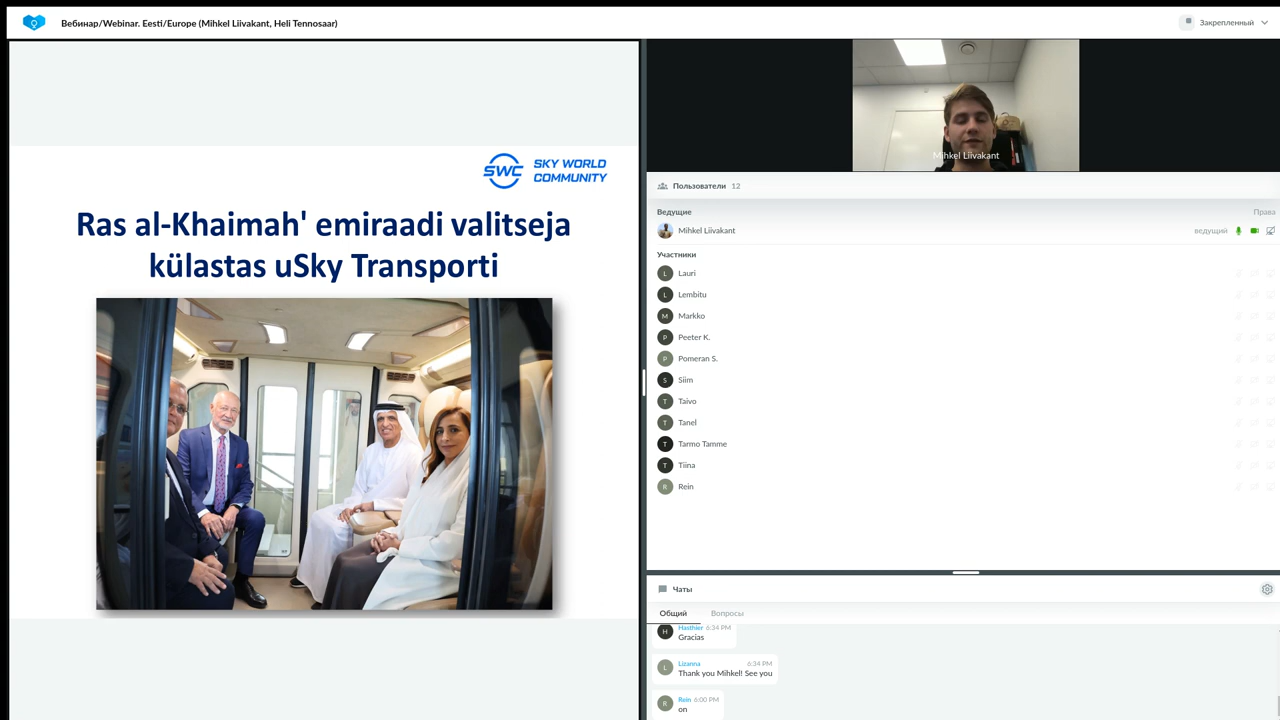 Вебинар/Webinar. Eesti/Europe (Mihkel Liivakant, Heli Tennosaar)
Закрепленный
SWC SKY WORLD
COMMUNITY
Ras al-Khaimah' emiraadi valitseja
külastas uSky Transporti
Mihkel Liivakant
Пользователи 12
Ведущие Права
Mihkel Liivakant ведущий
Участники
L Lauri
L Lembitu
M Markko
P Peeter K.
P Pomeran S.
S Siim
T Taivo
T Tanel
T Tarmo Tamme
T Tiina
R Rein
Чаты
Общий Вопросы
H Hasthier 6:34 PM
Gracias
L Lizanna 6:34 PM
Thank you Mihkel! See you
R Rein 6:00 PM
on